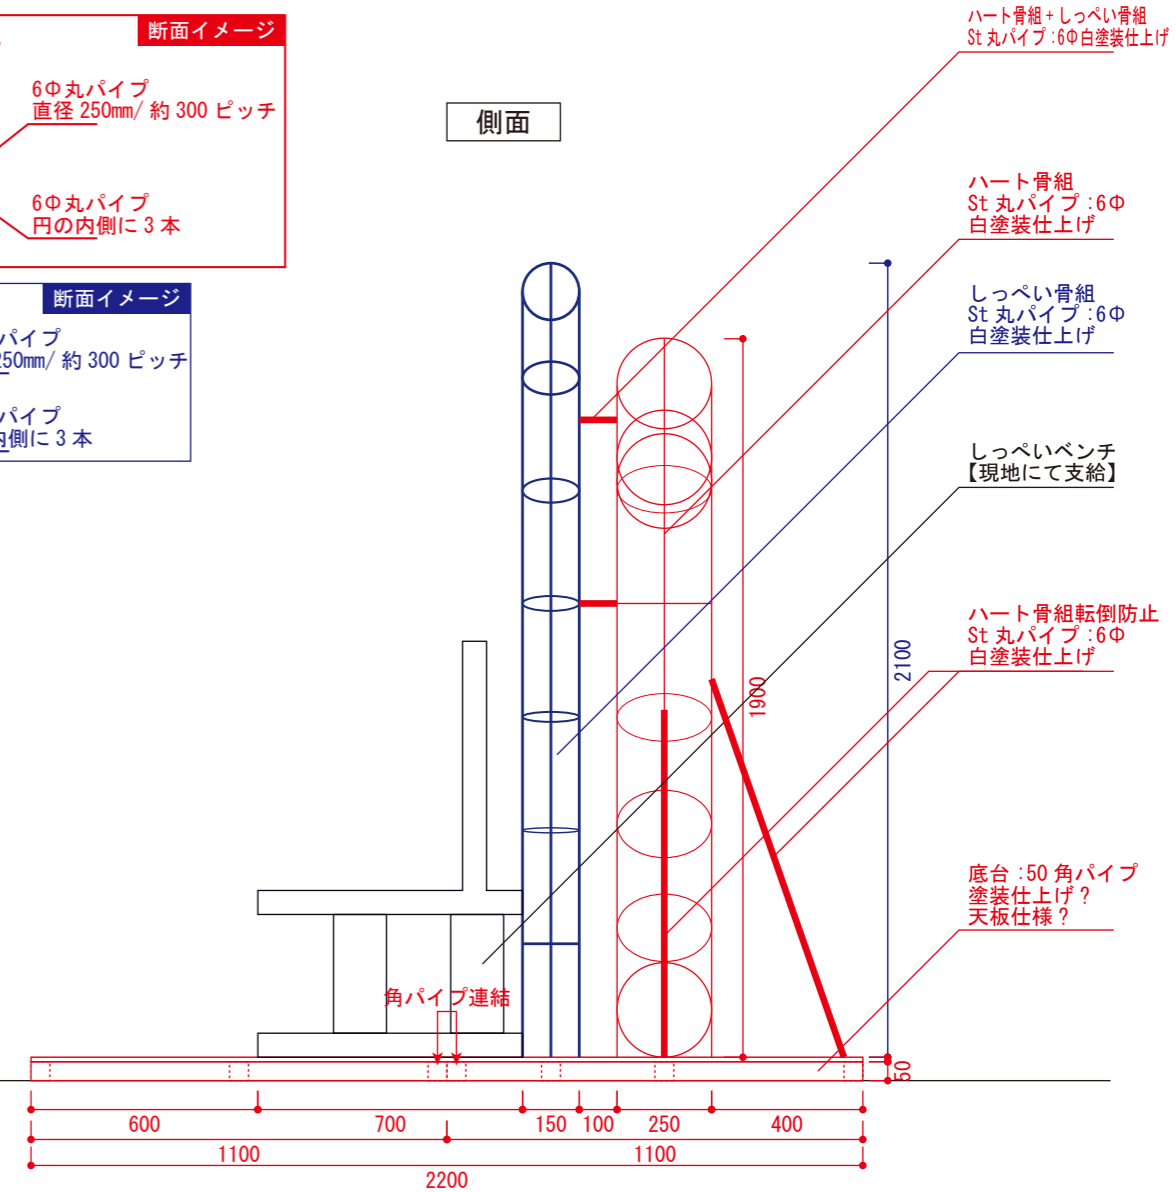 断面イメージ
6Φ丸パイプ
直径 250mm/ 約 300 ピッチ
6Φ丸パイプ
円の内側に 3 本
断面イメージ
パイプ
250mm/ 約 300 ピッチ
パイプ
内側に 3 本
側面
ハート骨組 + しっぺい骨組
St 丸パイプ :6Φ白塗装仕上げ
ハート骨組
St 丸パイプ :6Φ
白塗装仕上げ
しっぺい骨組
St 丸パイプ :6Φ
白塗装仕上げ
しっぺいベンチ
【現地にて支給】
ハート骨組転倒防止
St 丸パイプ :6Φ
白塗装仕上げ
底台 :50 角パイプ
塗装仕上げ?
天板仕様?
角パイプ連結
1900
2100
50
600
700
150
100
250
400
1100
1100
2200